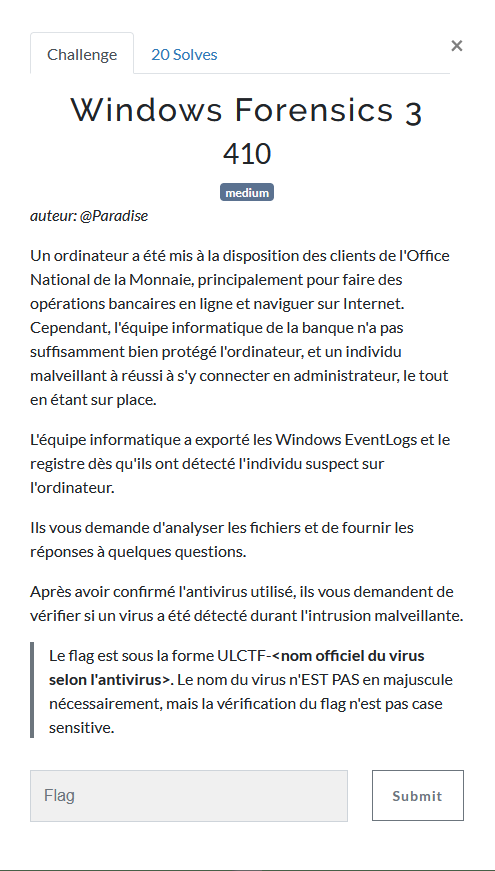 Challenge
20 Solves
×
Windows Forensics 3
410
medium
auteur: @Paradise
Un ordinateur a été mis à la disposition des clients de l'Office
National de la Monnaie, principalement pour faire des
opérations bancaires en ligne et naviguer sur Internet.
Cependant, l'équipe informatique de la banque n'a pas
suffisamment bien protégé l'ordinateur, et un individu
malveillant à réussi à s'y connecter en administrateur, le tout
en étant sur place.
L'équipe informatique a exporté les Windows EventLogs et le
registre dès qu'ils ont détecté l'individu suspect sur
l'ordinateur.
Ils vous demande d'analyser les fichiers et de fournir les
réponses à quelques questions.
Après avoir confirmé l'antivirus utilisé, ils vous demandent de
vérifier si un virus a été détecté durant l'intrusion malveillante.
Le flag est sous la forme ULCTF-<nom officiel du virus
selon l'antivirus>. Le nom du virus n'EST PAS en majuscule
nécessairement, mais la vérification du flag n'est pas case
sensitive.
Flag
Submit